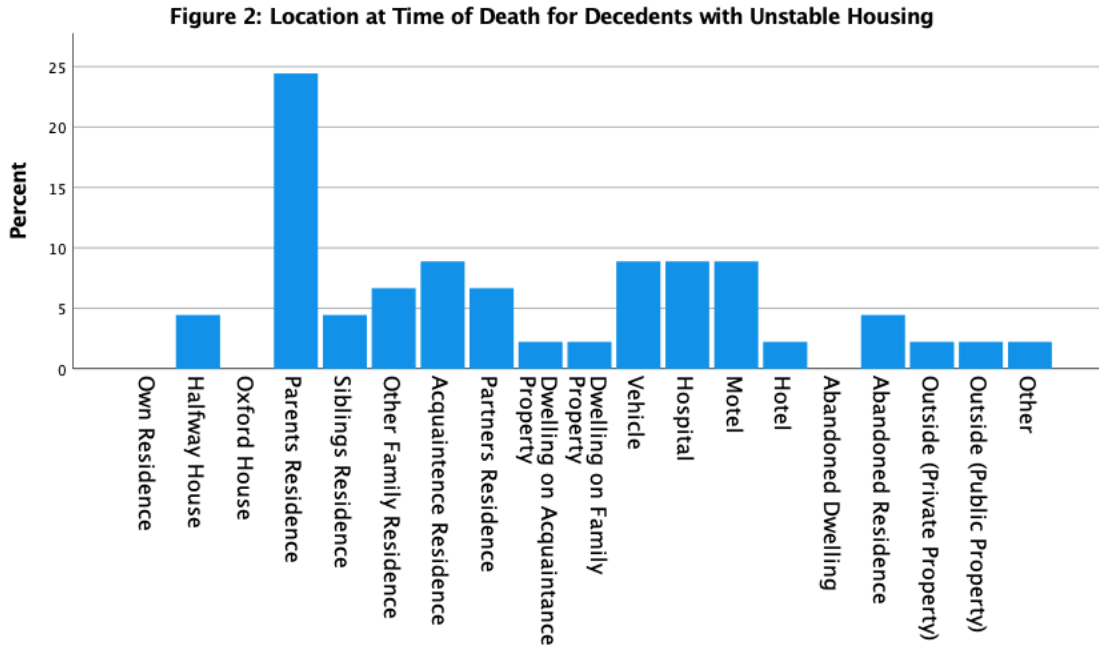 Figure 2: Location at Time of Death for Decedents with Unstable Housing
Percent
25
20
15
10
5
0
Own Residence
Halfway House
Oxford House
Parents Residence
Siblings Residence
Other Family Residence
Acquaintence Residence
Partners Residence
Dwelling on Acquaintance
Property
Dwelling on Family
Property
Vehicle
Hospital
Motel
Hotel
Abandoned Dwelling
Abandoned Residence
Outside (Private Property)
Outside (Public Property)
Other